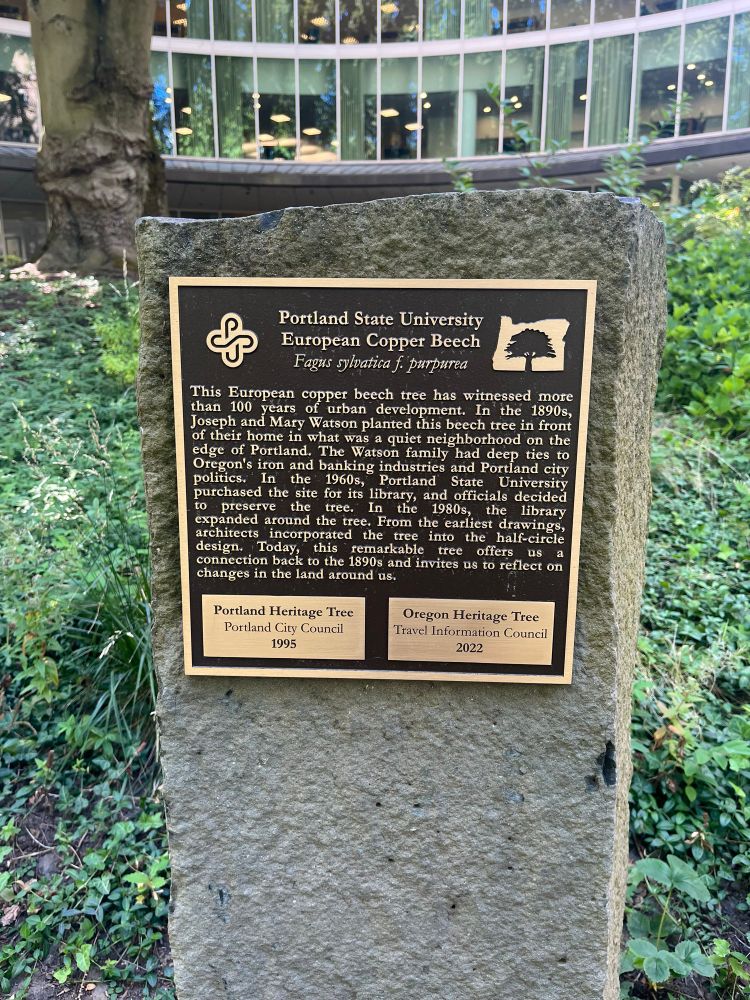 Portland State University
European Copper Beech
Fagus sylvatica f. purpurea
This European copper beech tree has witnessed more
than 100 years of urban development. In the 1890s,
Joseph and Mary Watson planted this beech tree in front
of their home in what was a quiet neighborhood on the
edge of Portland. The Watson family had deep ties to
Oregon's iron and banking industries and Portland city
politics. In the 1960s, Portland State University
purchased the site for its library, and officials decided
to preserve the tree. In the 1980s, the library
expanded around the tree. From the earliest drawings,
architects incorporated the tree into the half-circle
design. Today, this remarkable tree offers us a
connection back to the 1890s and invites us to reflect on
changes in the land around us.
Portland Heritage Tree
Portland City Council
1995
Oregon Heritage Tree
Travel Information Council
2022